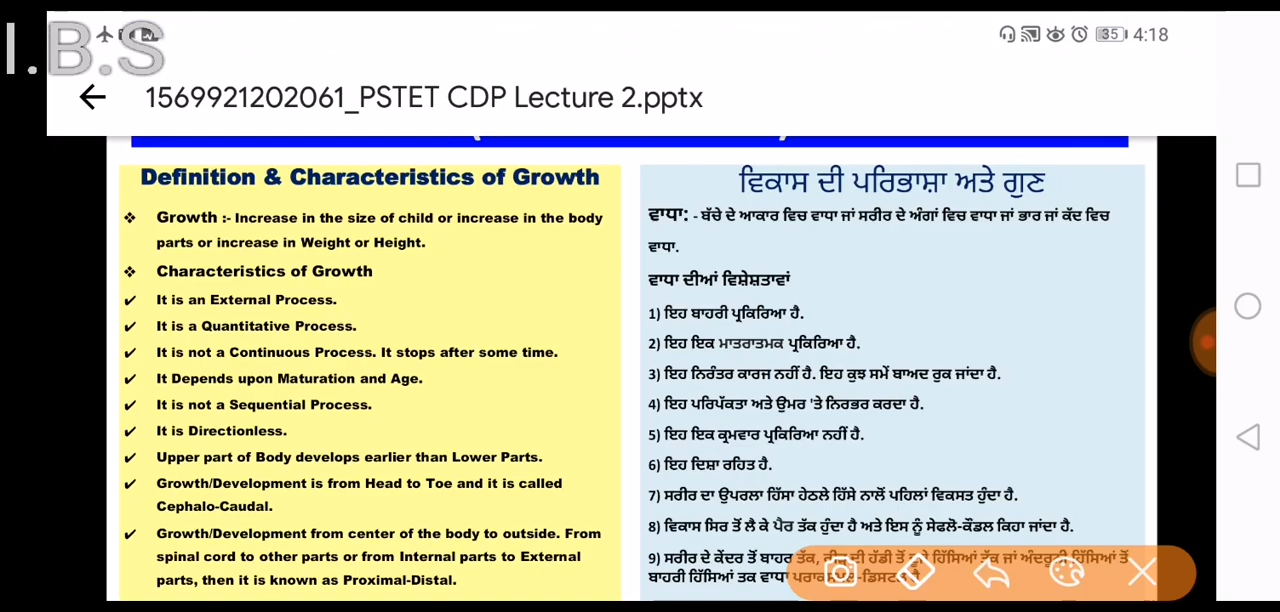 I.B.S
35 4:18
1569921202061_PSTET CDP Lecture 2.pptx
Definition & Characteristics of Growth
❖ Growth :- Increase in the size of child or increase in the body
parts or increase in Weight or Height.
❖ Characteristics of Growth
✔ It is an External Process.
✔ It is a Quantitative Process.
✔ It is not a Continuous Process. It stops after some time.
✔ It Depends upon Maturation and Age.
✔ It is not a Sequential Process.
✔ It is Directionless.
✔ Upper part of Body develops earlier than Lower Parts.
✔ Growth/Development is from Head to Toe and it is called
Cephalo-Caudal.
✔ Growth/Development from center of the body to outside. From
spinal cord to other parts or from Internal parts to External
parts, then it is known as Proximal-Distal.
ਵਿਕਾਸ ਦੀ ਪਰਿਭਾਸ਼ਾ ਅਤੇ ਗੁਣ
ਵਾਧਾ: - ਬੱਚੇ ਦੇ ਆਕਾਰ ਵਿਚ ਵਾਧਾ ਜਾਂ ਸਰੀਰ ਦੇ ਅੰਗਾਂ ਵਿਚ ਵਾਧਾ ਜਾਂ ਭਾਰ ਜਾਂ ਕੱਦ ਵਿਚ
ਵਾਧਾ.
ਵਾਧਾ ਦੀਆਂ ਵਿਸ਼ੇਸ਼ਤਾਵਾਂ
1) ਇਹ ਬਾਹਰੀ ਪ੍ਰਕਿਰਿਆ ਹੈ.
2) ਇਹ ਇਕ ਮਾਤਰਾਤਮਕ ਪ੍ਰਕਿਰਿਆ ਹੈ.
3) ਇਹ ਨਿਰੰਤਰ ਕਾਰਜ ਨਹੀਂ ਹੈ. ਇਹ ਕੁਝ ਸਮੇਂ ਬਾਅਦ ਰੁਕ ਜਾਂਦਾ ਹੈ.
4) ਇਹ ਪਰਿਪੱਕਤਾ ਅਤੇ ਉਮਰ 'ਤੇ ਨਿਰਭਰ ਕਰਦਾ ਹੈ.
5) ਇਹ ਇਕ ਕ੍ਰਮਵਾਰ ਪ੍ਰਕਿਰਿਆ ਨਹੀਂ ਹੈ.
6) ਇਹ ਦਿਸ਼ਾ ਰਹਿਤ ਹੈ.
7) ਸਰੀਰ ਦਾ ਉਪਰਲਾ ਹਿੱਸਾ ਹੇਠਲੇ ਹਿੱਸੇ ਨਾਲੋਂ ਪਹਿਲਾਂ ਵਿਕਸਤ ਹੁੰਦਾ ਹੈ.
8) ਵਿਕਾਸ ਸਿਰ ਤੋਂ ਲੈ ਕੇ ਪੈਰ ਤੱਕ ਹੁੰਦਾ ਹੈ ਅਤੇ ਇਸ ਨੂੰ ਸੇਫਲੋ-ਕੌਡਲ ਕਿਹਾ ਜਾਂਦਾ ਹੈ.
9) ਸਰੀਰ ਦੇ ਕੇਂਦਰ ਤੋਂ ਬਾਹਰ ਤੱਕ, ਦੀ ਹੱਡੀ ਤੋਂ ਹਿੱਸਿਆਂ ਤੱਕ ਜਾਂ ਅੰਦਰੂਨੀ ਹਿੱਸਿਆਂ ਤੋਂ
ਬਾਹਰੀ ਹਿੱਸਿਆਂ ਤਕ ਵਾਧਾ